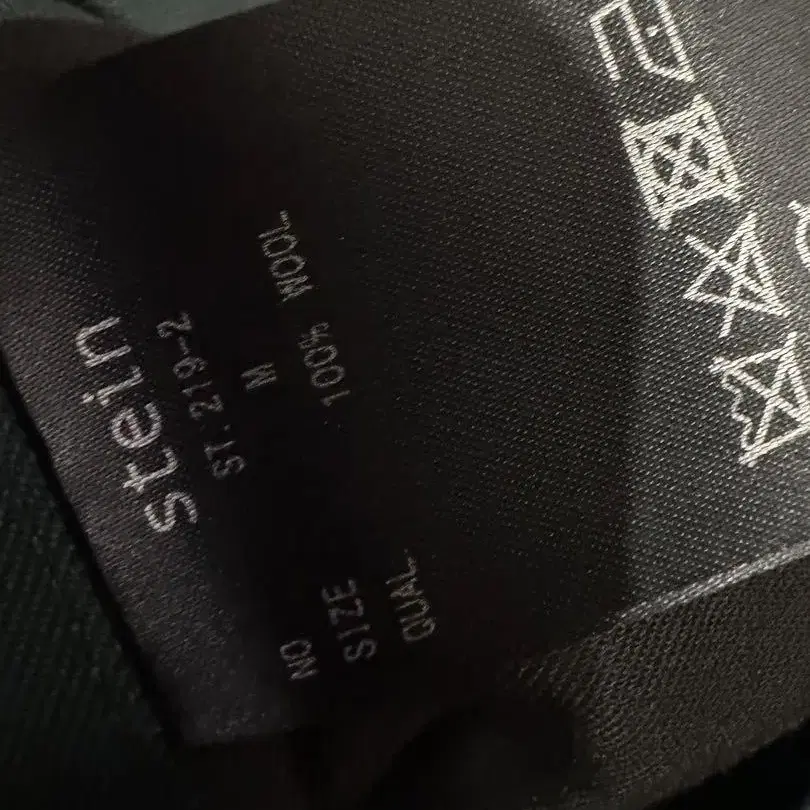 stein
NO ST.219-2
SIZE M
QUAL. 100% WOOL